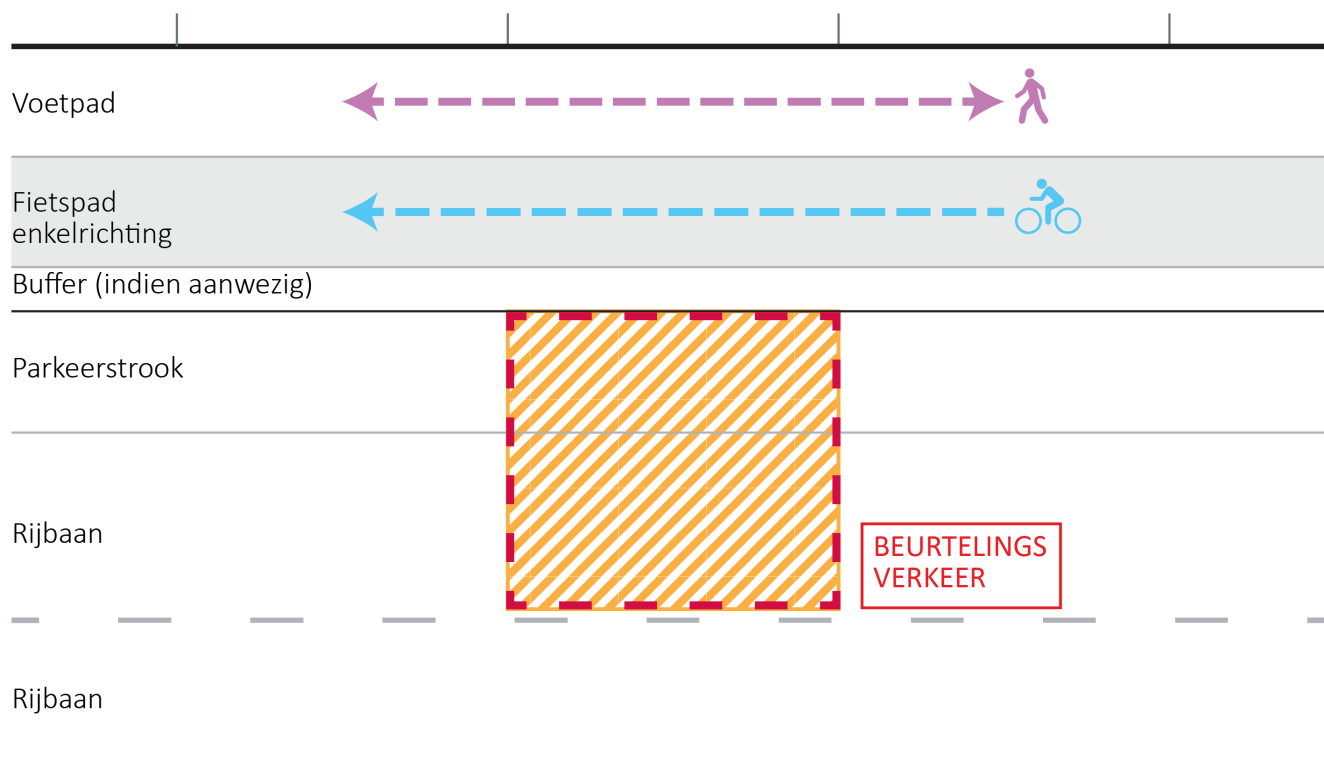 Voetpad
Fietspad
enkelrichting
Buffer (indien aanwezig)
Parkeerstrook
Rijbaan
BEURTELINGS
VERKEER
Rijbaan